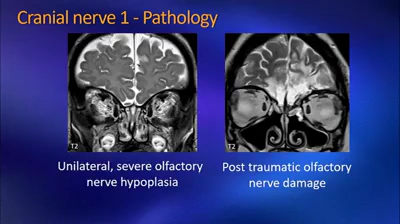 Cranial nerve 1 - Pathology
T2
T2
Unilateral, severe olfactory
nerve hypoplasia
Post traumatic olfactory
nerve damage